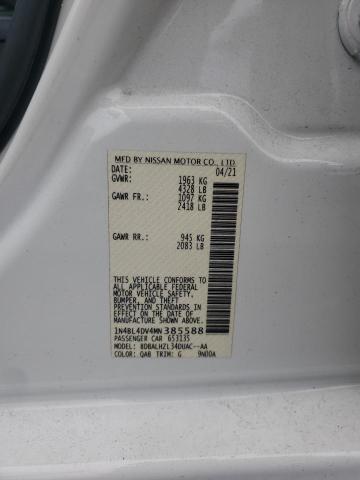 MFD BY NISSAN MOTOR CO., LTD.
DATE: 04/21
GVWR: 1963 KG
4328 LB
GAWR FR.: 1097 KG
2418 LB
GAWR RR.: 945 KG
2083 LB
THIS VEHICLE CONFORMS TO
ALL APPLICABLE FEDERAL
MOTOR VEHICLE SAFETY,
BUMPER, AND THEFT
PREVENTION STANDARDS
IN EFFECT ON THE DATE OF
MANUFACTURE SHOWN ABOVE.
1N4BL4DV4MN385588
PASSENGER CAR 653135
MODEL: BDBALHZL34DUAC--AA
COLOR: QAB TRIM: G 9N00A